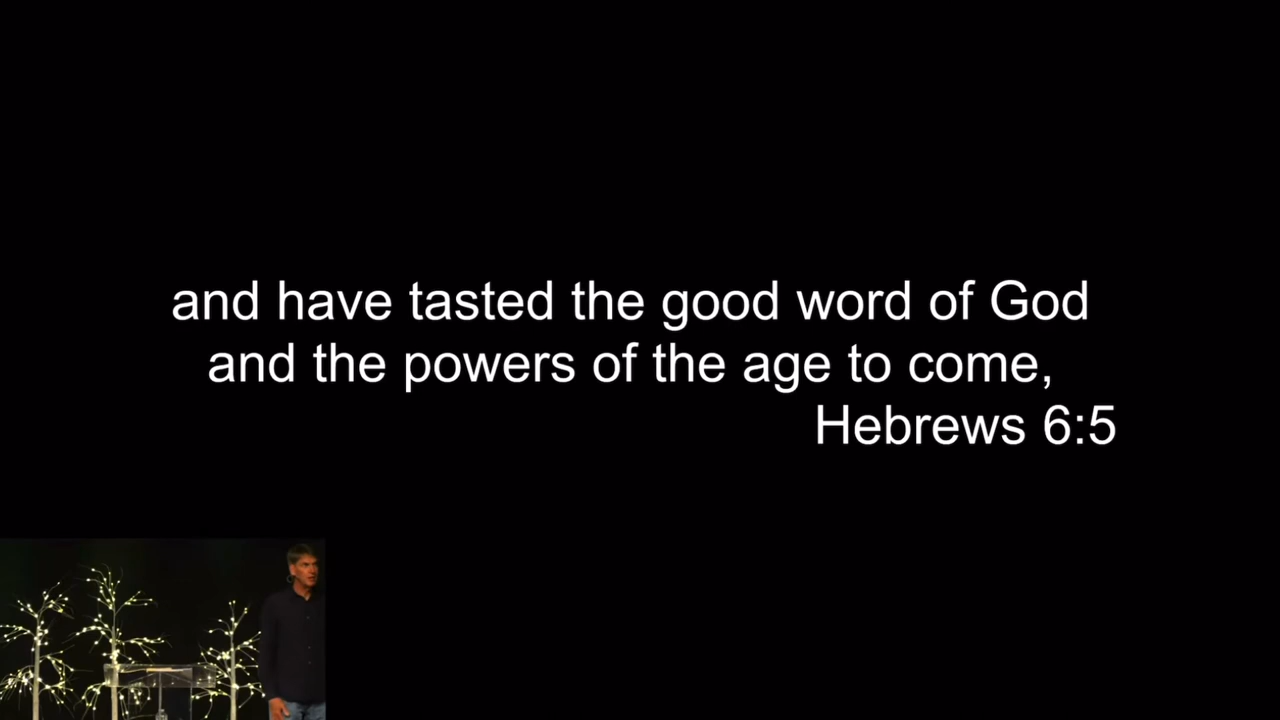 and have tasted the good word of God
and the powers of the age to come,
Hebrews 6:5